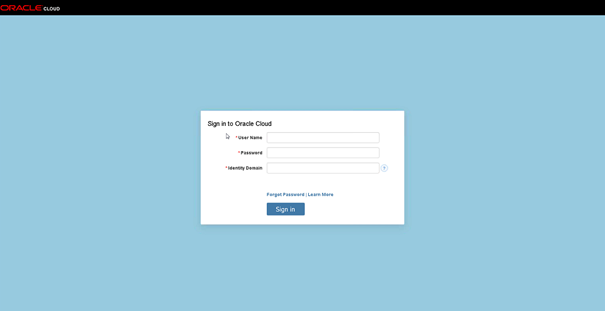 ORACLE CLOUD
Sign in to Oracle Cloud
*User Name
*Password
*Identity Domain ?
Forgot Password | Learn More
Sign in